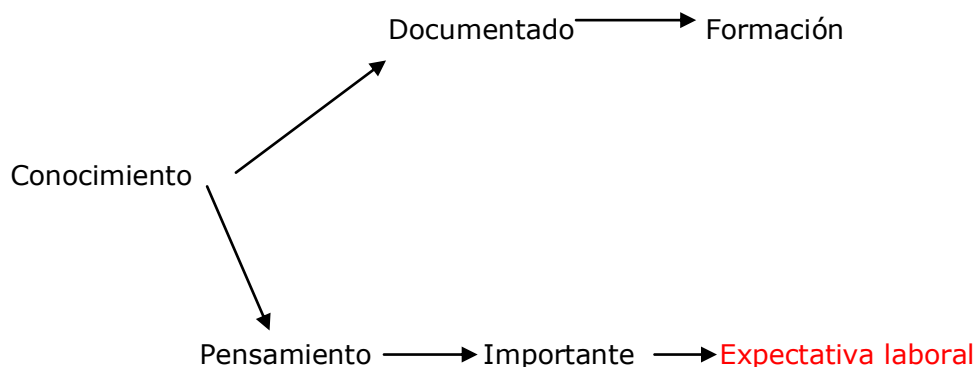 Documentado Formación
Conocimiento
Pensamiento Importante Expectativa laboral